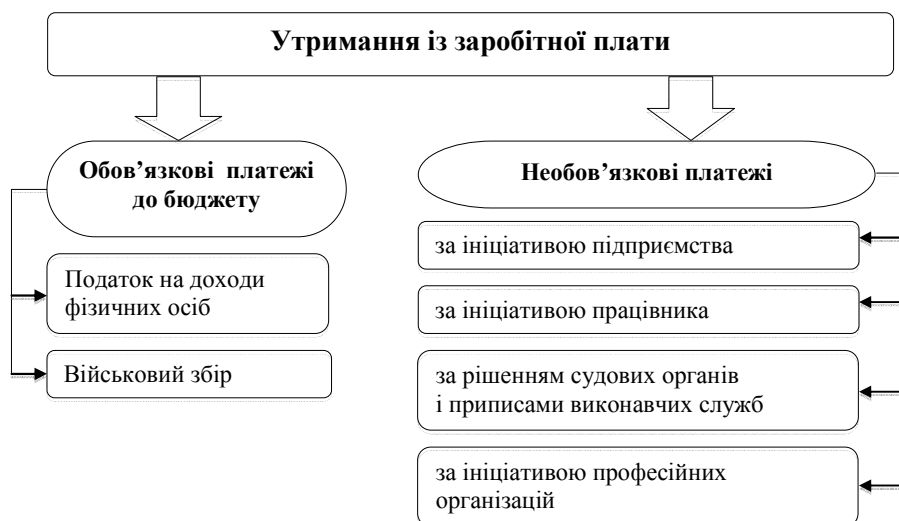 Утримання із заробітної плати
Обов’язкові платежі
до бюджету
Податок на доходи
фізичних осіб
Військовий збір
Необов’язкові платежі
за ініціативою підприємства
за ініціативою працівника
за рішенням судових органів
і приписами виконавчих служб
за ініціативою професійних
організацій